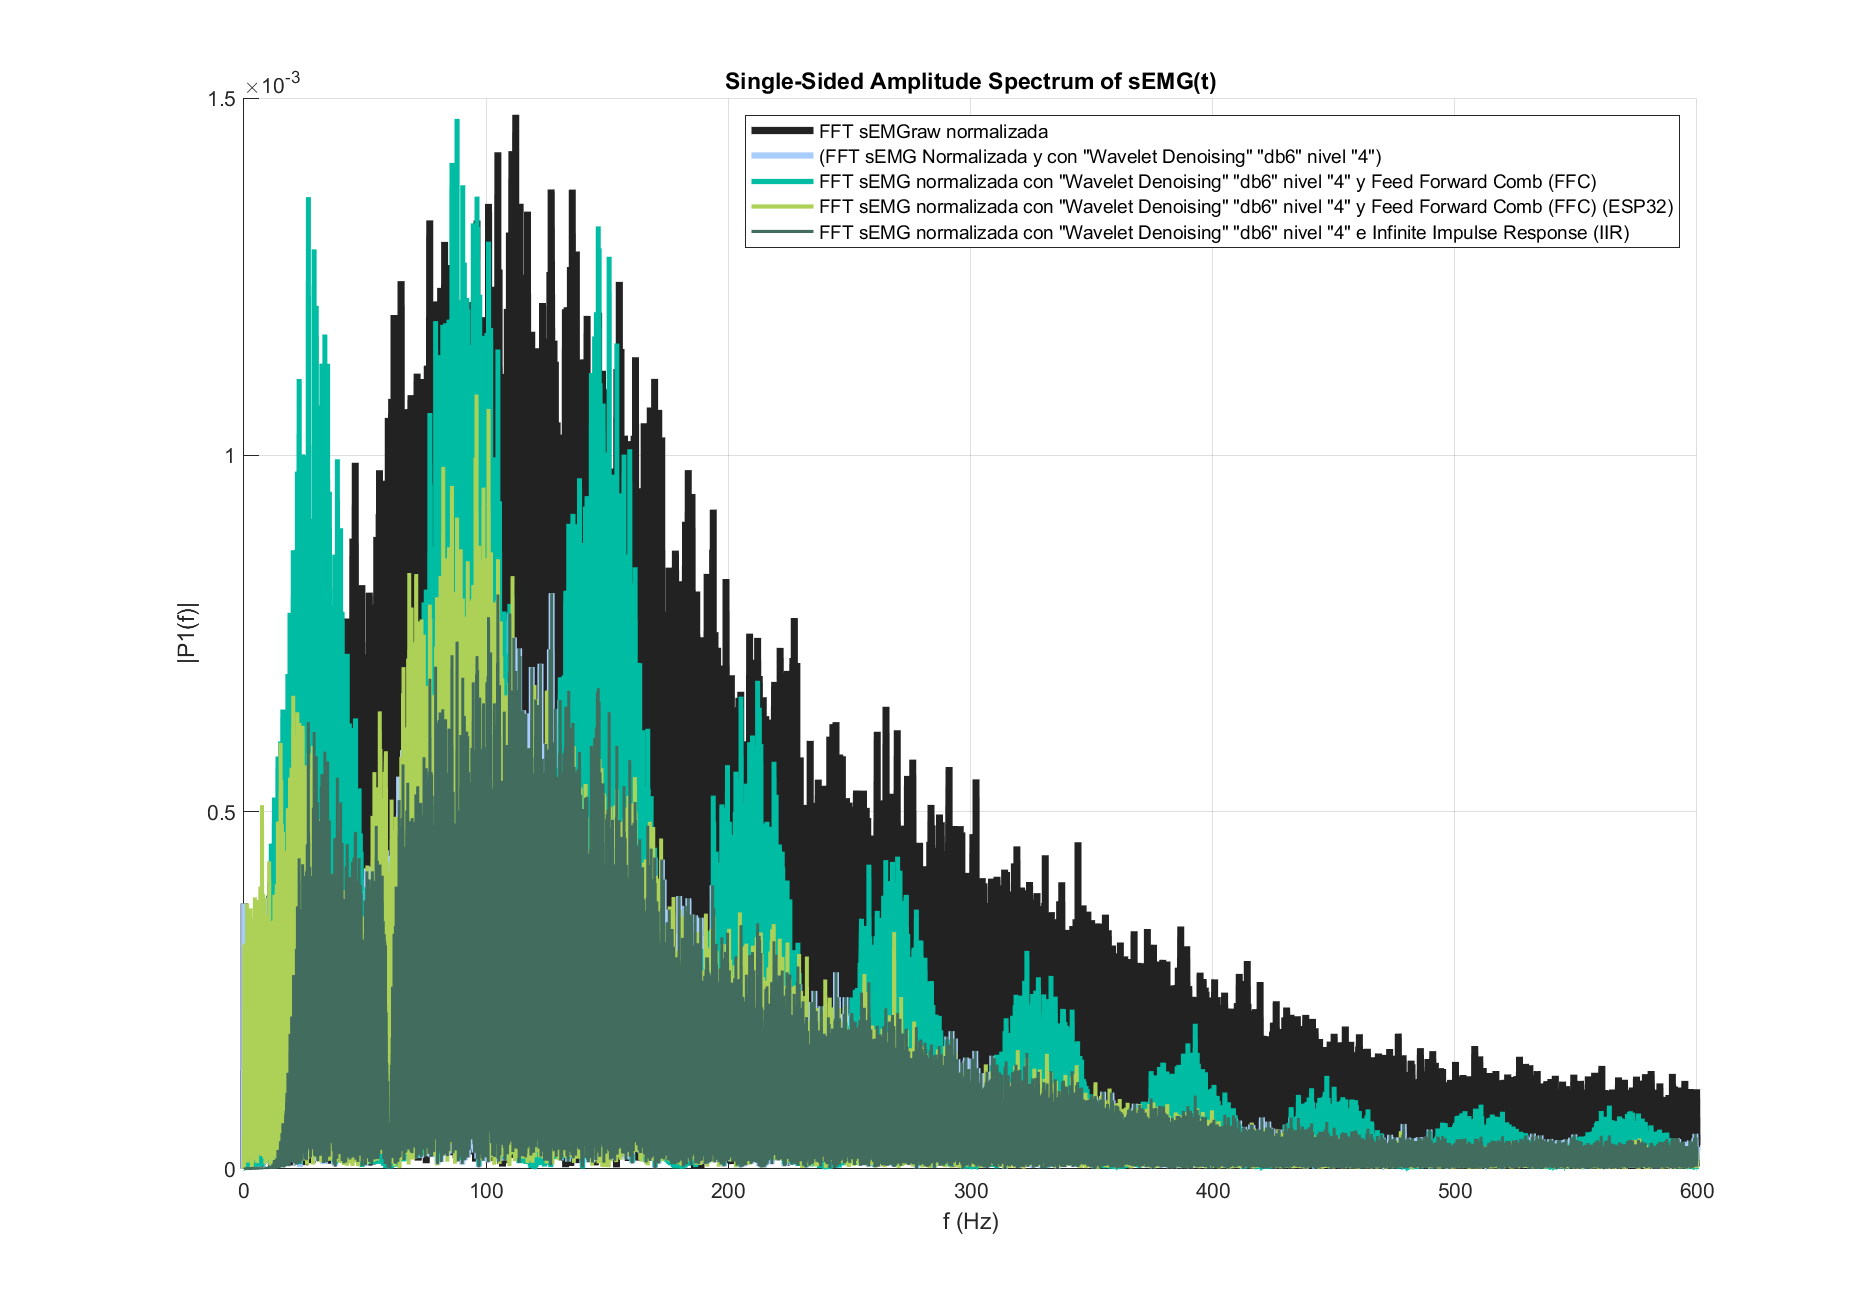 ×10-3
Single-Sided Amplitude Spectrum of sEMG(t)
1.5
1
0.5
0
|P1(f)|
FFT sEMGraw normalizada
(FFT sEMG Normalizada y con "Wavelet Denoising" "db6" nivel "4")
FFT sEMG normalizada con "Wavelet Denoising" "db6" nivel "4" y Feed Forward Comb (FFC)
FFT sEMG normalizada con "Wavelet Denoising" "db6" nivel "4" y Feed Forward Comb (FFC) (ESP32)
FFT sEMG normalizada con "Wavelet Denoising" "db6" nivel "4" e Infinite Impulse Response (IIR)
0 100 200 300 400 500 600
f (Hz)